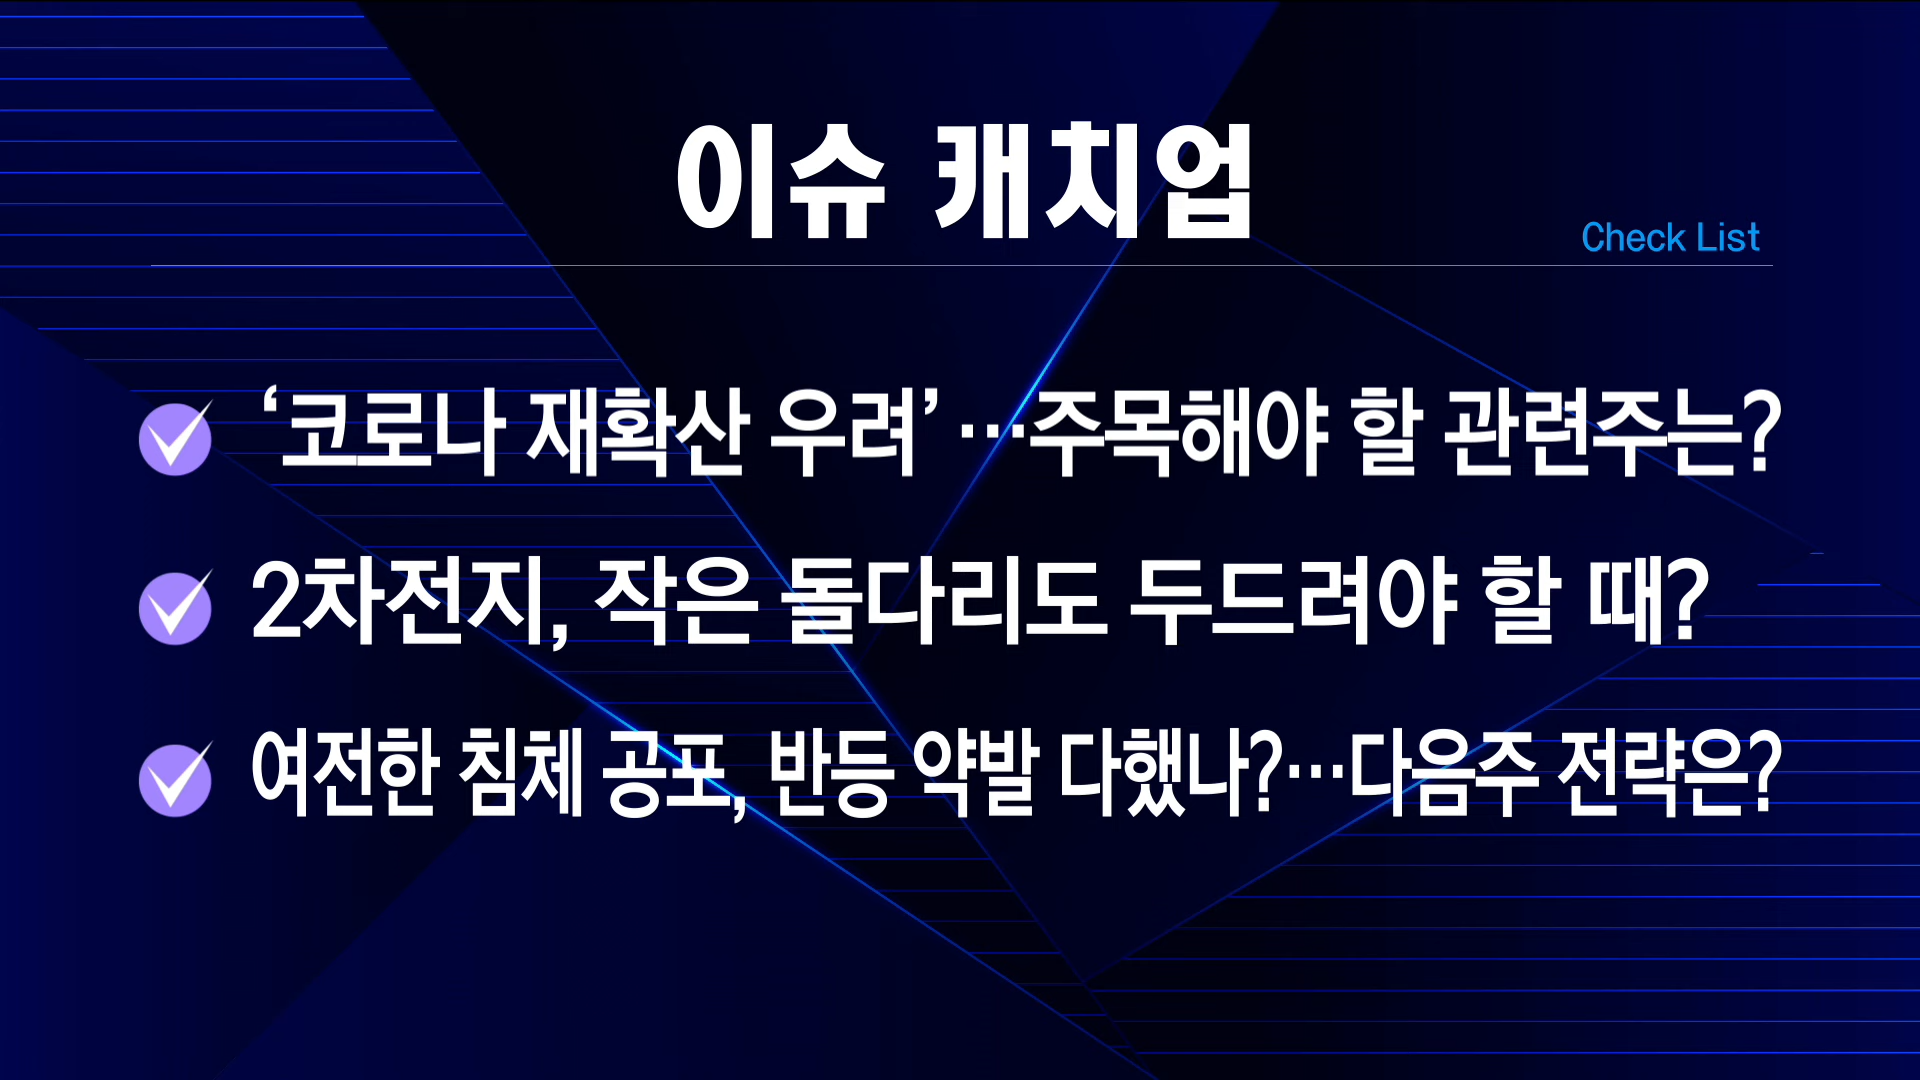 이슈 캐치업
Check List
‘코로나 재확산 우려’…주목해야 할 관련주는?
2차전지, 작은 돌다리도 두드려야 할 때?
여전한 침체 공포, 반등 약발 다했나?…다음주 전략은?